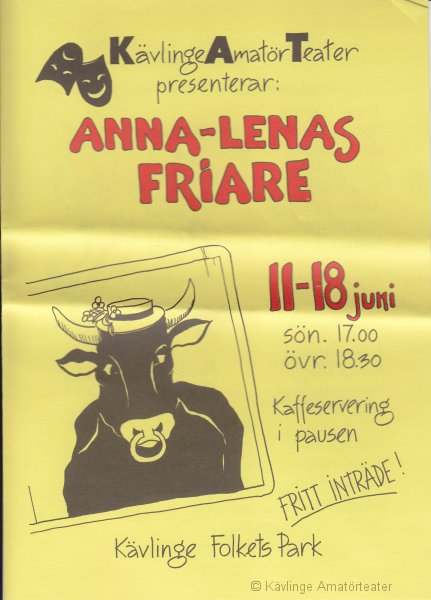 KävlingeAmatörTeater
presenterar:
ANNA-LENAS
FRIARE
11-18 juni
sön. 17.00
övr. 18.30
Kaffeservering
i pausen
FRITT INTRÄDE!
Kävlinge Folkets Park
© Kävlinge Amatörteater